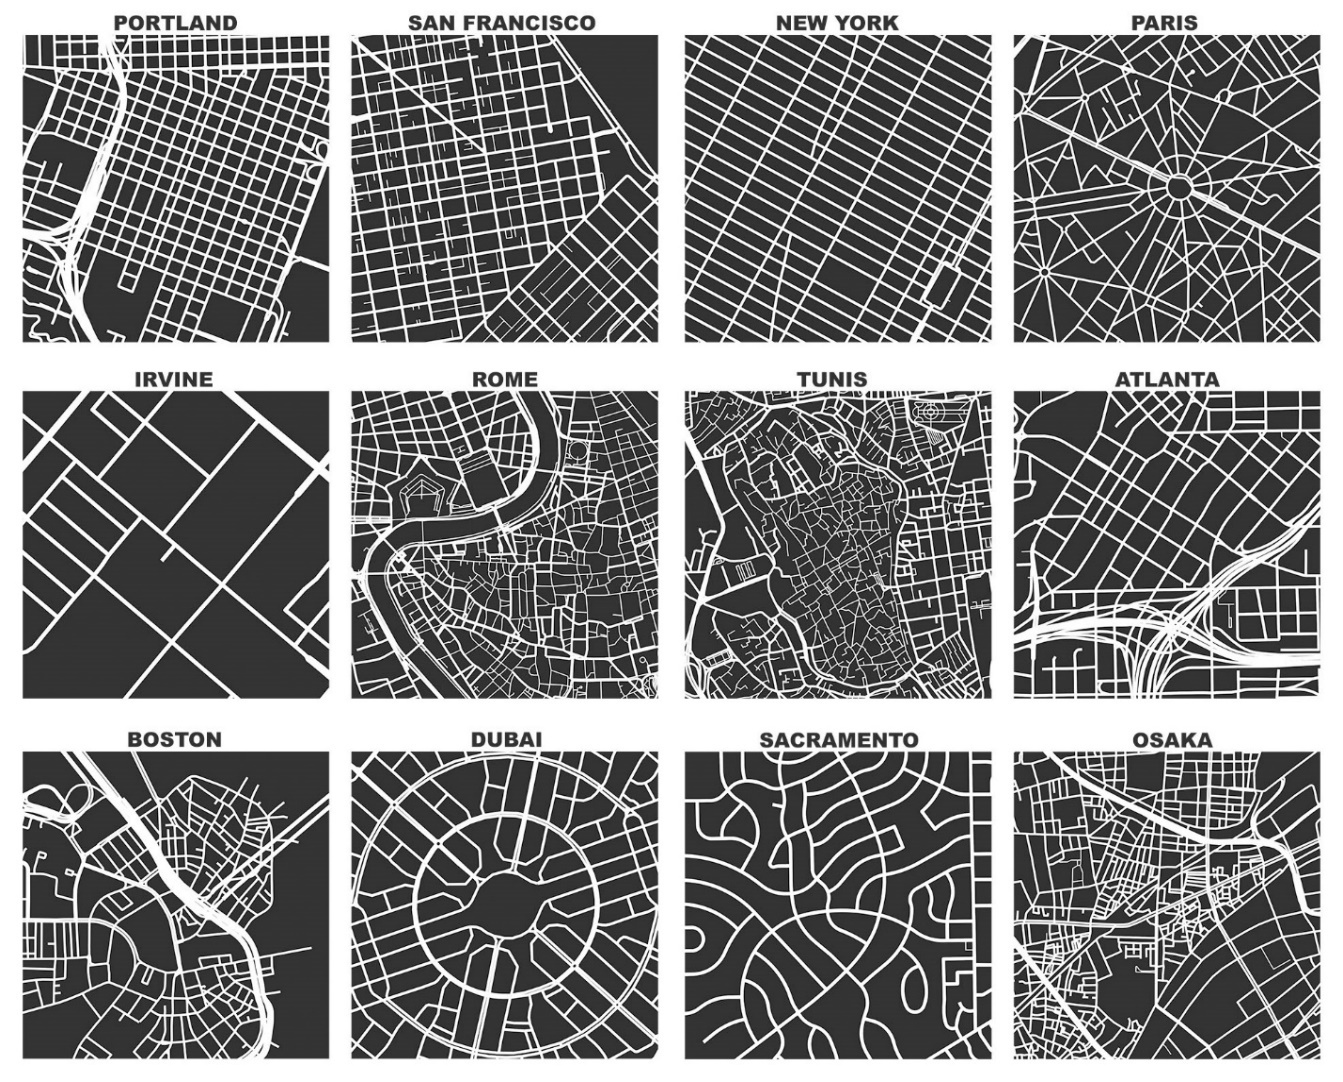 PORTLAND
SAN FRANCISCO
NEW YORK
PARIS
IRVINE
ROME
TUNIS
ATLANTA
BOSTON
DUBAI
SACRAMENTO
OSAKA